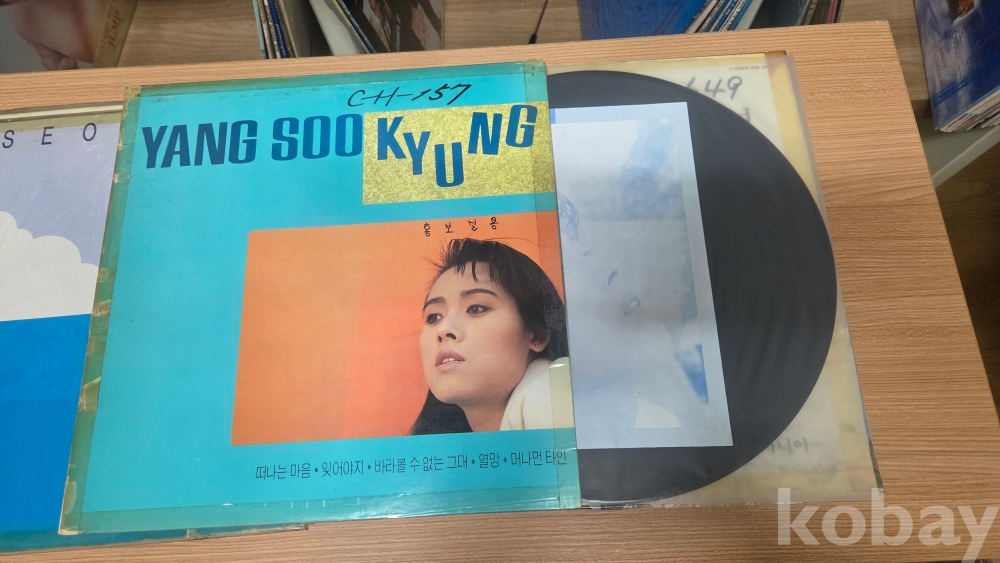 SEO
CH-157
YANG SOO KYUNG
홍보실용
떠나는 마음 • 잊어야지 • 바라볼 수 없는 그대 • 열망 • 머나먼 타인
649
kobay